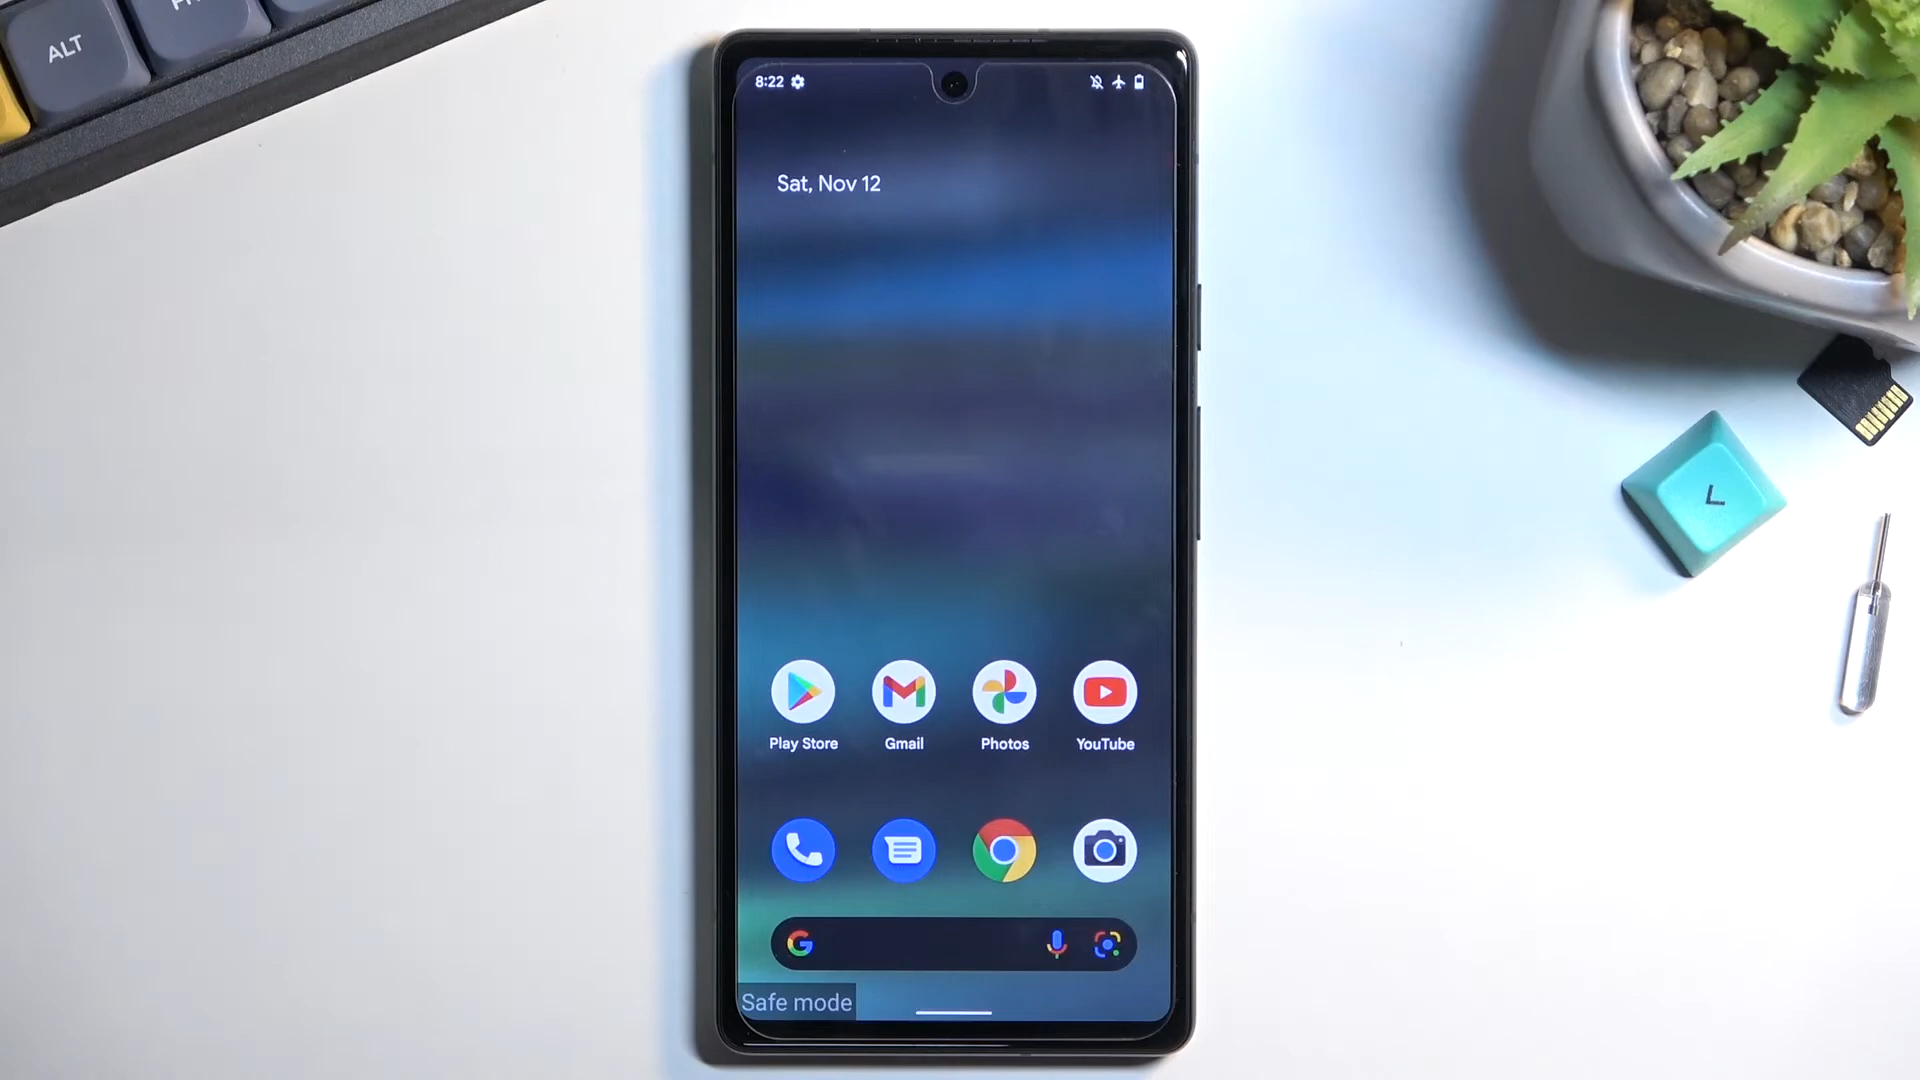 ALT
8:22
Sat, Nov 12
Play Store
Gmail
Photos
YouTube
Safe mode